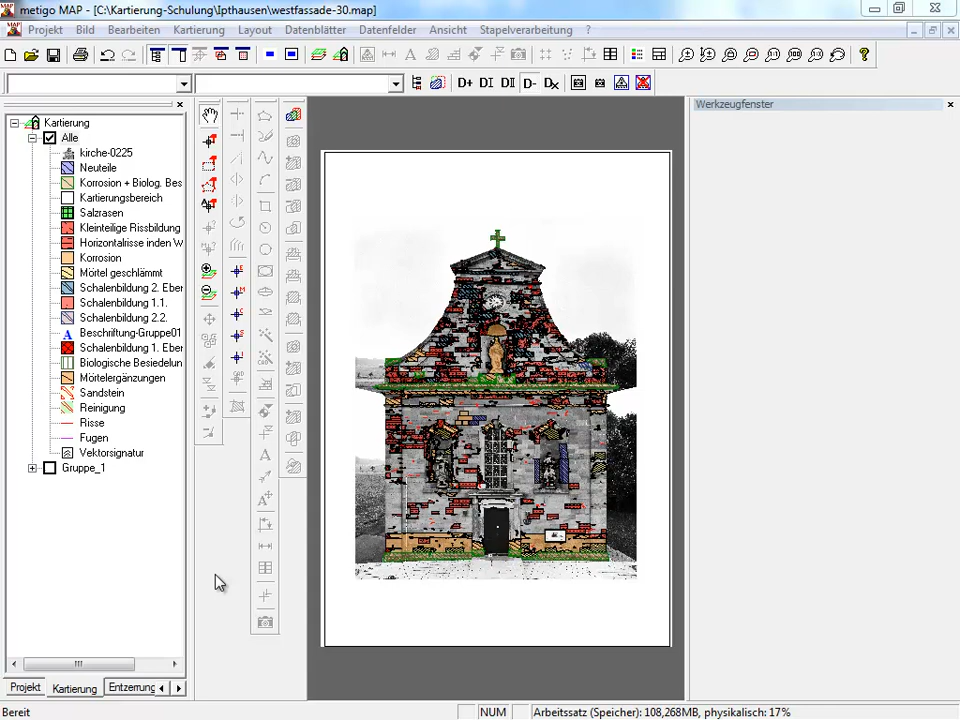 metigo MAP - [C:\Kartierung-Schulung\Ipthausen\westfassade-30.map]
Projekt Bild Bearbeiten Kartierung Layout Datenblätter Datenfelder Ansicht Stapelverarbeitung ?
D+ DI DII D- Dx
Werkzeugfenster
Kartierung
Alle
kirche-0225
Neuteile
Korrosion + Biolog. Bes
Kartierungsbereich
Salzrasen
Kleinteilige Rissbildung
Horizontalrisse inden W
Korrosion
Mörtel geschlämmt
Schalenbildung 2. Eber
Schalenbildung 1.1.
Schalenbildung 2.2.
Beschriftung-Gruppe01
Schalenbildung 1. Eber
Biologische Besiedelun
Mörtelergänzungen
Sandstein
Reinigung
Risse
Fugen
Vektorsignatur
Gruppe_1
Projekt Kartierung Entzerrung
Bereit NUM Arbeitssatz (Speicher): 108,268MB, physikalisch: 17%